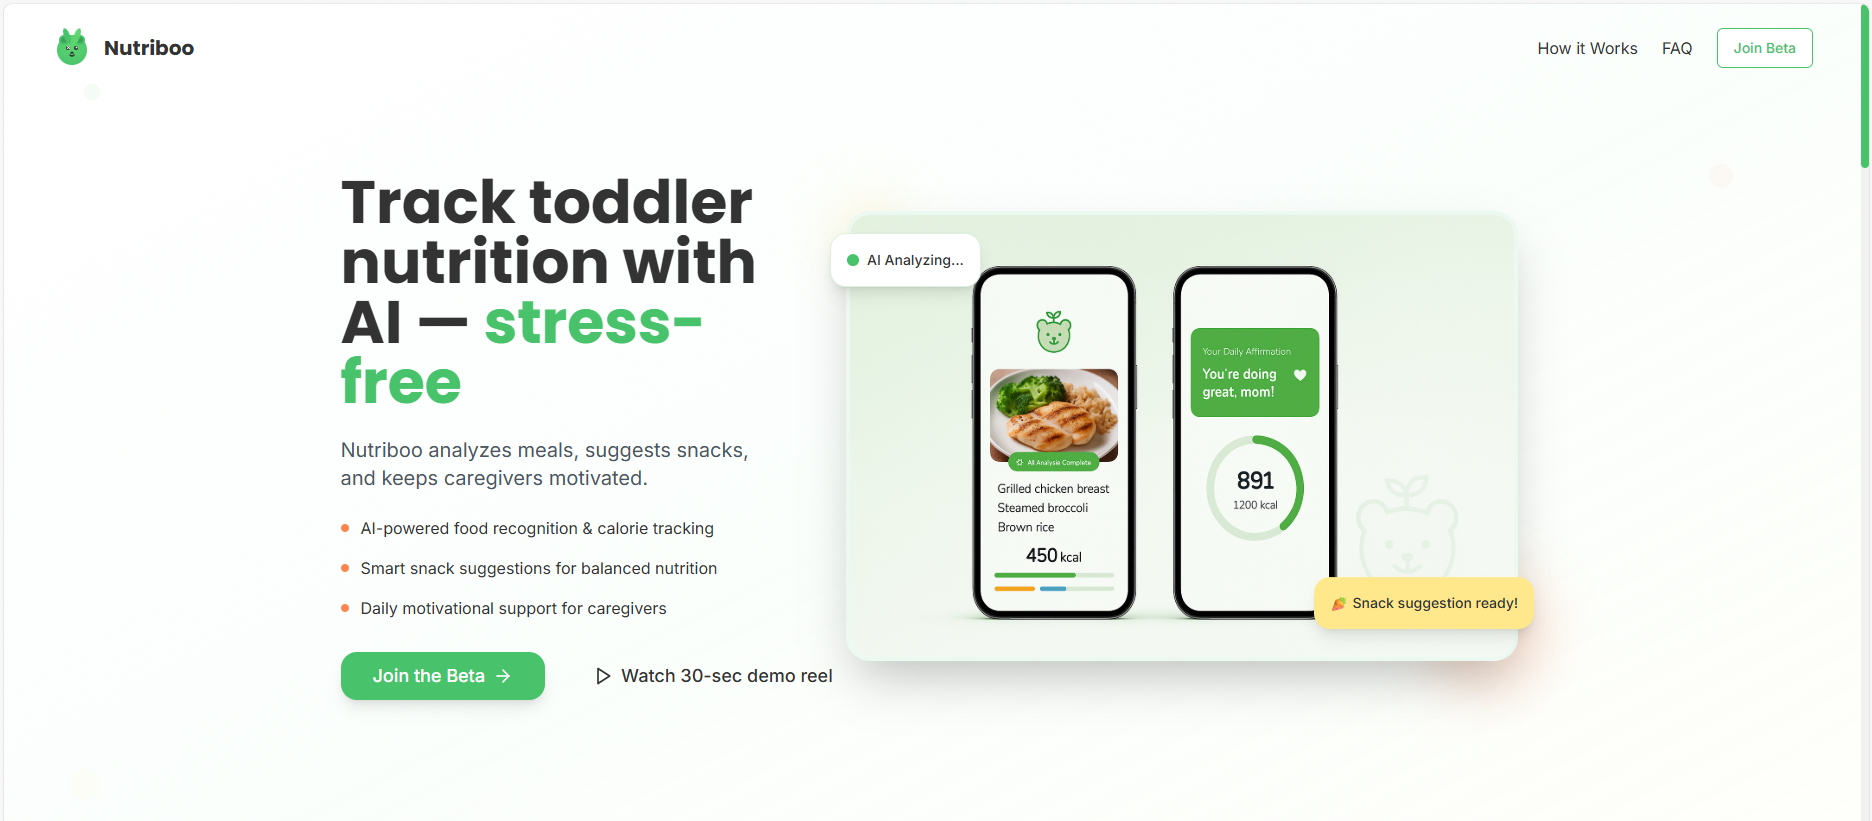 Nutriboo
How it Works
FAQ
Join Beta
Track toddler
nutrition with
AI — stress-
free
Nutriboo analyzes meals, suggests snacks,
and keeps caregivers motivated.
AI-powered food recognition & calorie tracking
Smart snack suggestions for balanced nutrition
Daily motivational support for caregivers
Join the Beta →
Watch 30-sec demo reel
AI Analyzing...
All Analysie Complete
Grilled chicken breast
Steamed broccoli
Brown rice
450 kcal
Your Daily Affirmation
You're doing
great, mom!
891
1200 kcal
🎉 Snack suggestion ready!